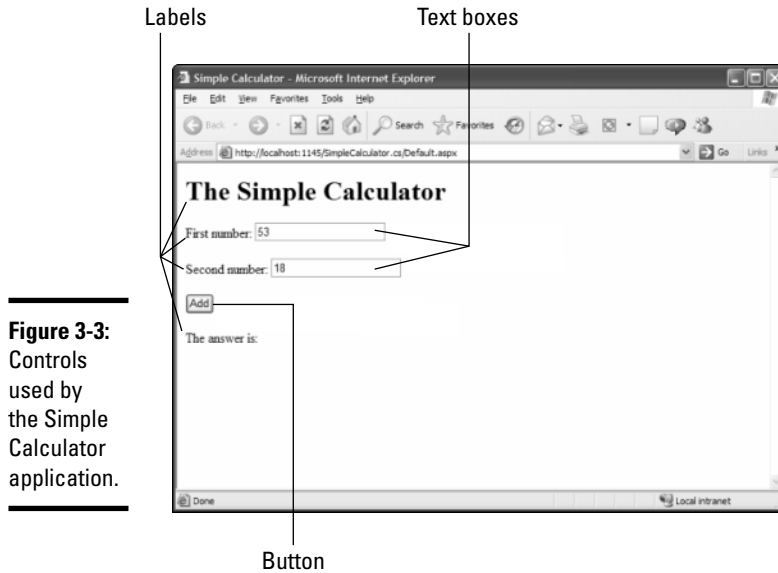 Labels
Text boxes
Simple Calculator - Microsoft Internet Explorer
File Edit View Favorites Tools Help
Back Search Favorites
Address http://localhost:1145/SimpleCalculator.cs/Default.aspx Go Links »
The Simple Calculator
First number: 53
Second number: 18
Add
The answer is:
Done Local intranet
Figure 3-3:
Controls
used by
the Simple
Calculator
application.
Button